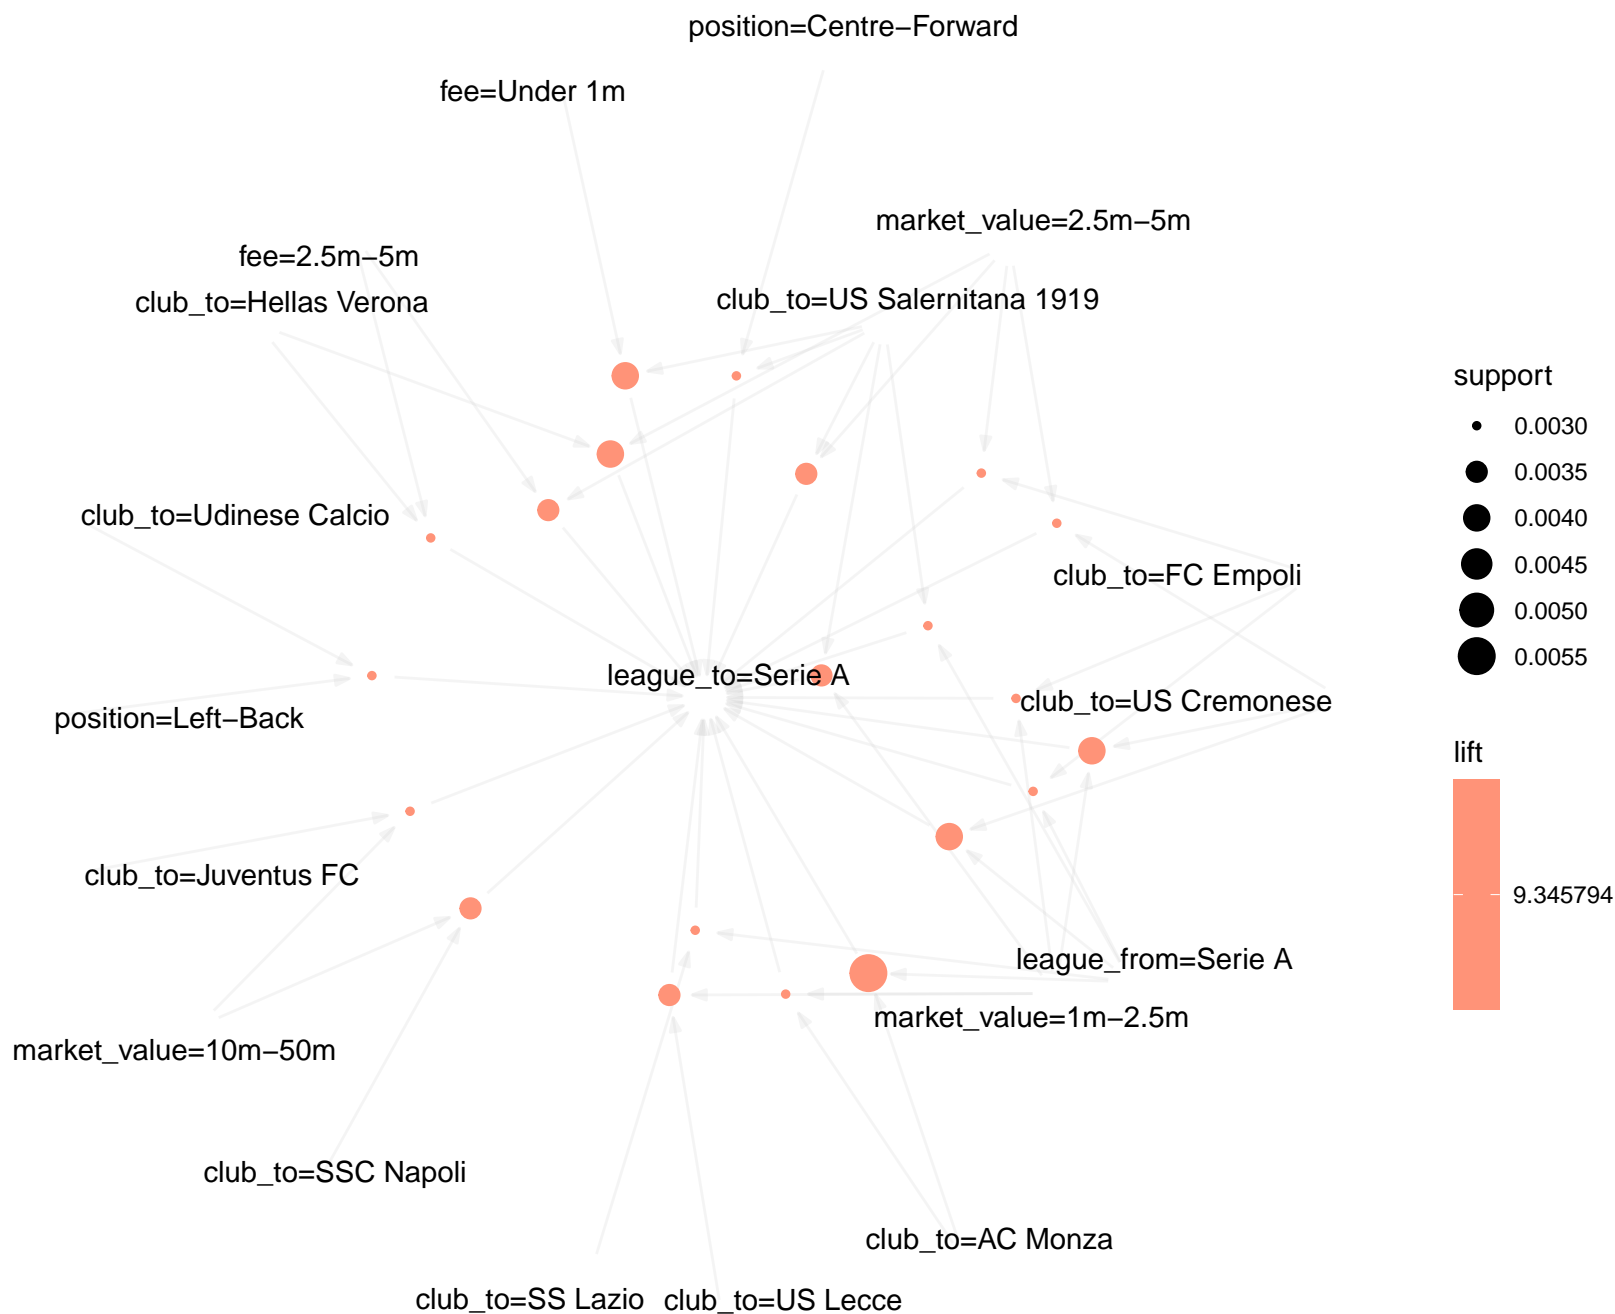 position=Centre−Forward
fee=Under 1m
market_value=2.5m−5m
fee=2.5m−5m
club_to=Hellas Verona
club_to=US Salernitana 1919
support
0.0030
0.0035
0.0040
0.0045
0.0050
0.0055
club_to=Udinese Calcio
club_to=FC Empoli
league_to=Serie A
club_to=US Cremonese
position=Left−Back
lift
9.345794
club_to=Juventus FC
league_from=Serie A
market_value=1m−2.5m
market_value=10m−50m
club_to=SSC Napoli
club_to=AC Monza
club_to=SS Lazio
club_to=US Lecce